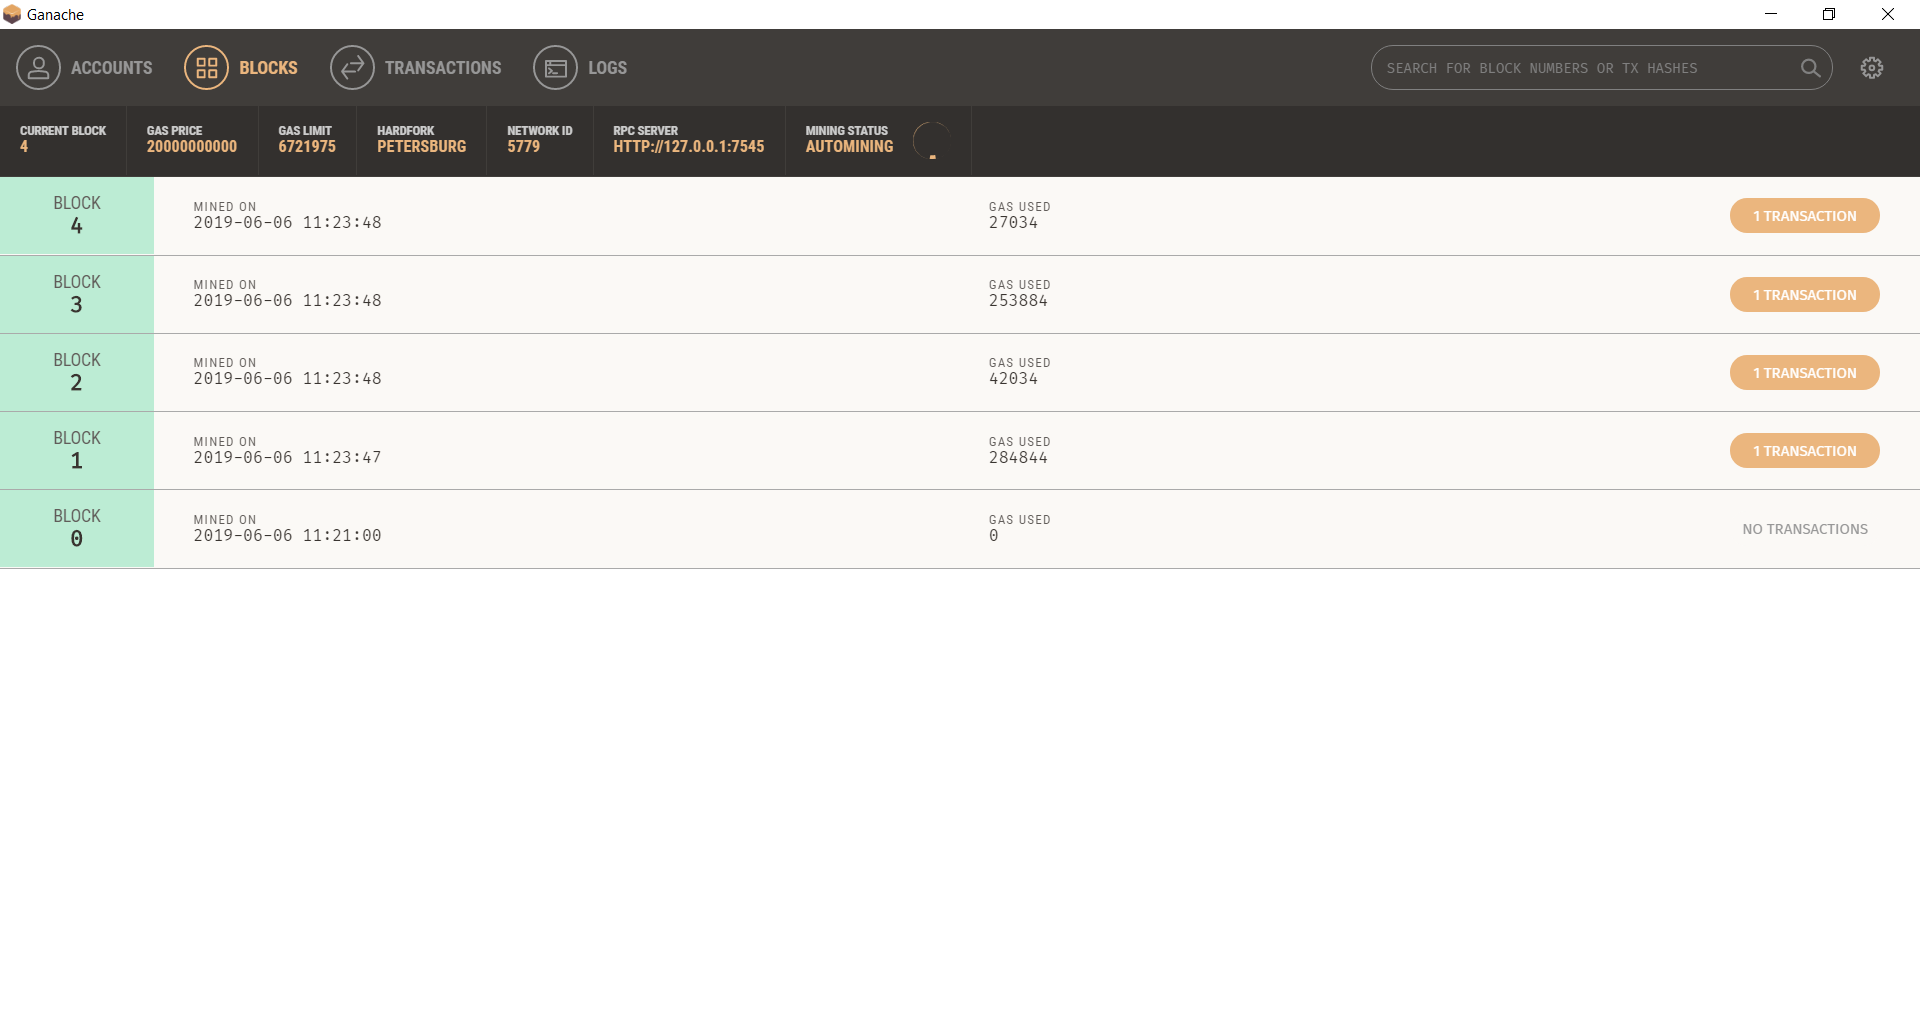 Ganache
ACCOUNTS BLOCKS TRANSACTIONS LOGS SEARCH FOR BLOCK NUMBERS OR TX HASHES
CURRENT BLOCK GAS PRICE GAS LIMIT HARDFORK NETWORK ID RPC SERVER MINING STATUS
4 20000000000 6721975 PETERSBURG 5779 HTTP://127.0.0.1:7545 AUTOMINING
BLOCK MINED ON GAS USED
4 2019-06-06 11:23:48 27034 1 TRANSACTION
BLOCK MINED ON GAS USED
3 2019-06-06 11:23:48 253884 1 TRANSACTION
BLOCK MINED ON GAS USED
2 2019-06-06 11:23:48 42034 1 TRANSACTION
BLOCK MINED ON GAS USED
1 2019-06-06 11:23:47 284844 1 TRANSACTION
BLOCK MINED ON GAS USED
0 2019-06-06 11:21:00 0 NO TRANSACTIONS